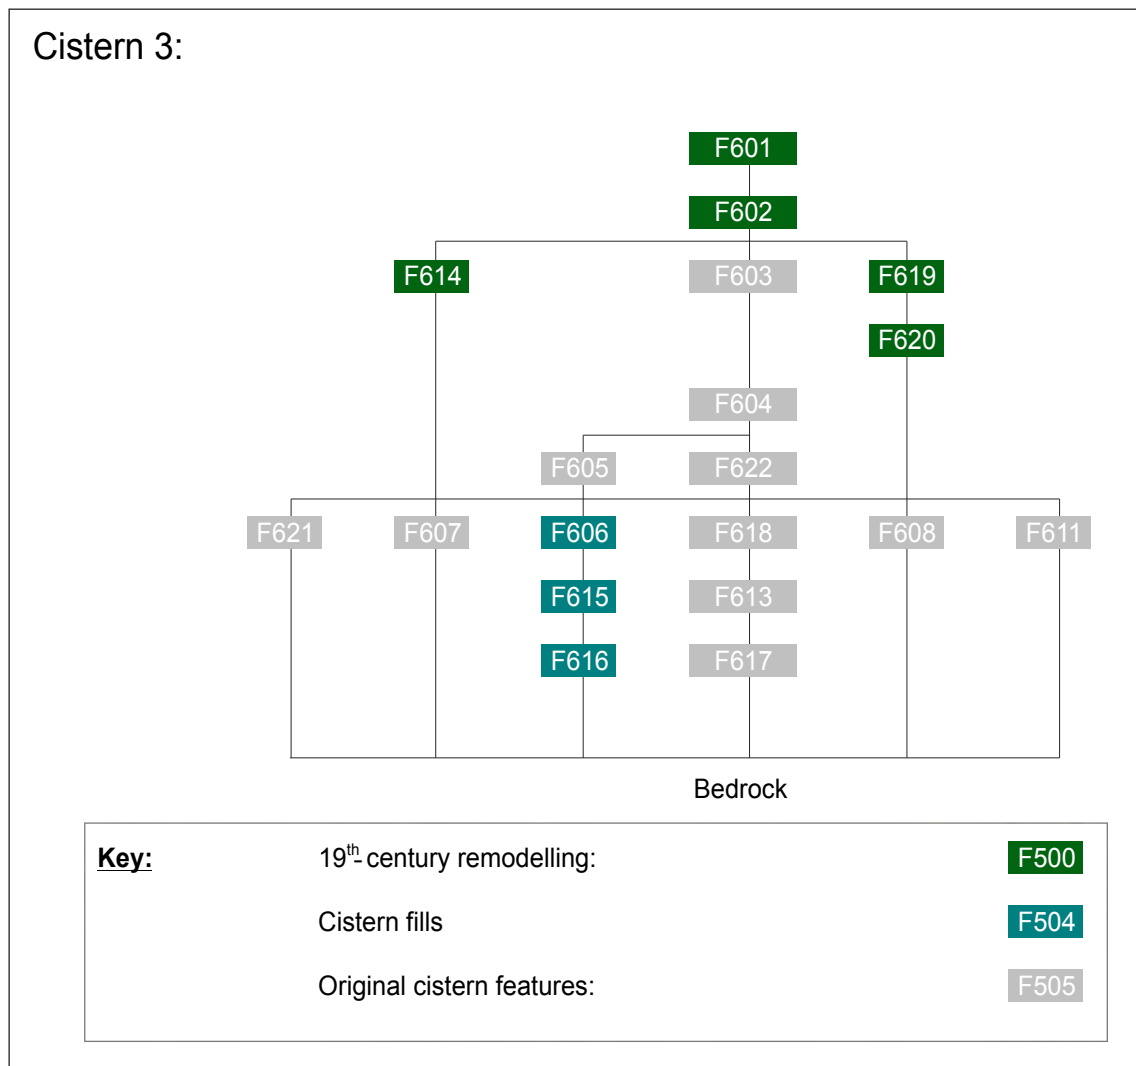 Cistern 3:
F601
F602
F614 F603 F619
F620
F604
F605 F622
F621 F607 F606 F618 F608 F611
F615 F613
F616 F617
Bedrock
Key: 19th- century remodelling: F500
Cistern fills F504
Original cistern features: F505